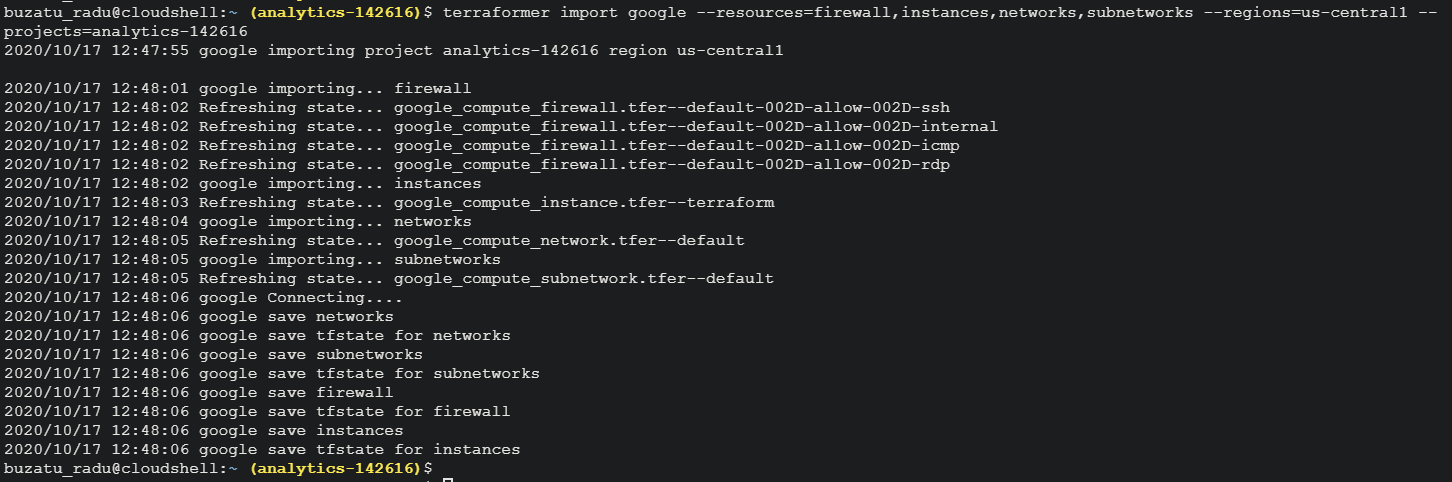 buzatu_radu@cloudshell:~ (analytics-142616)$ terraformer import google --resources=firewall,instances,networks,subnetworks --regions=us-central1 --
projects=analytics-142616
2020/10/17 12:47:55 google importing project analytics-142616 region us-central1
2020/10/17 12:48:01 google importing... firewall
2020/10/17 12:48:02 Refreshing state... google_compute_firewall.tfer--default-002D-allow-002D-ssh
2020/10/17 12:48:02 Refreshing state... google_compute_firewall.tfer--default-002D-allow-002D-internal
2020/10/17 12:48:02 Refreshing state... google_compute_firewall.tfer--default-002D-allow-002D-icmp
2020/10/17 12:48:02 Refreshing state... google_compute_firewall.tfer--default-002D-allow-002D-rdp
2020/10/17 12:48:02 google importing... instances
2020/10/17 12:48:03 Refreshing state... google_compute_instance.tfer--terraform
2020/10/17 12:48:04 google importing... networks
2020/10/17 12:48:05 Refreshing state... google_compute_network.tfer--default
2020/10/17 12:48:05 google importing... subnetworks
2020/10/17 12:48:05 Refreshing state... google_compute_subnetwork.tfer--default
2020/10/17 12:48:06 google Connecting....
2020/10/17 12:48:06 google save networks
2020/10/17 12:48:06 google save tfstate for networks
2020/10/17 12:48:06 google save subnetworks
2020/10/17 12:48:06 google save tfstate for subnetworks
2020/10/17 12:48:06 google save firewall
2020/10/17 12:48:06 google save tfstate for firewall
2020/10/17 12:48:06 google save instances
2020/10/17 12:48:06 google save tfstate for instances
buzatu_radu@cloudshell:~ (analytics-142616)$